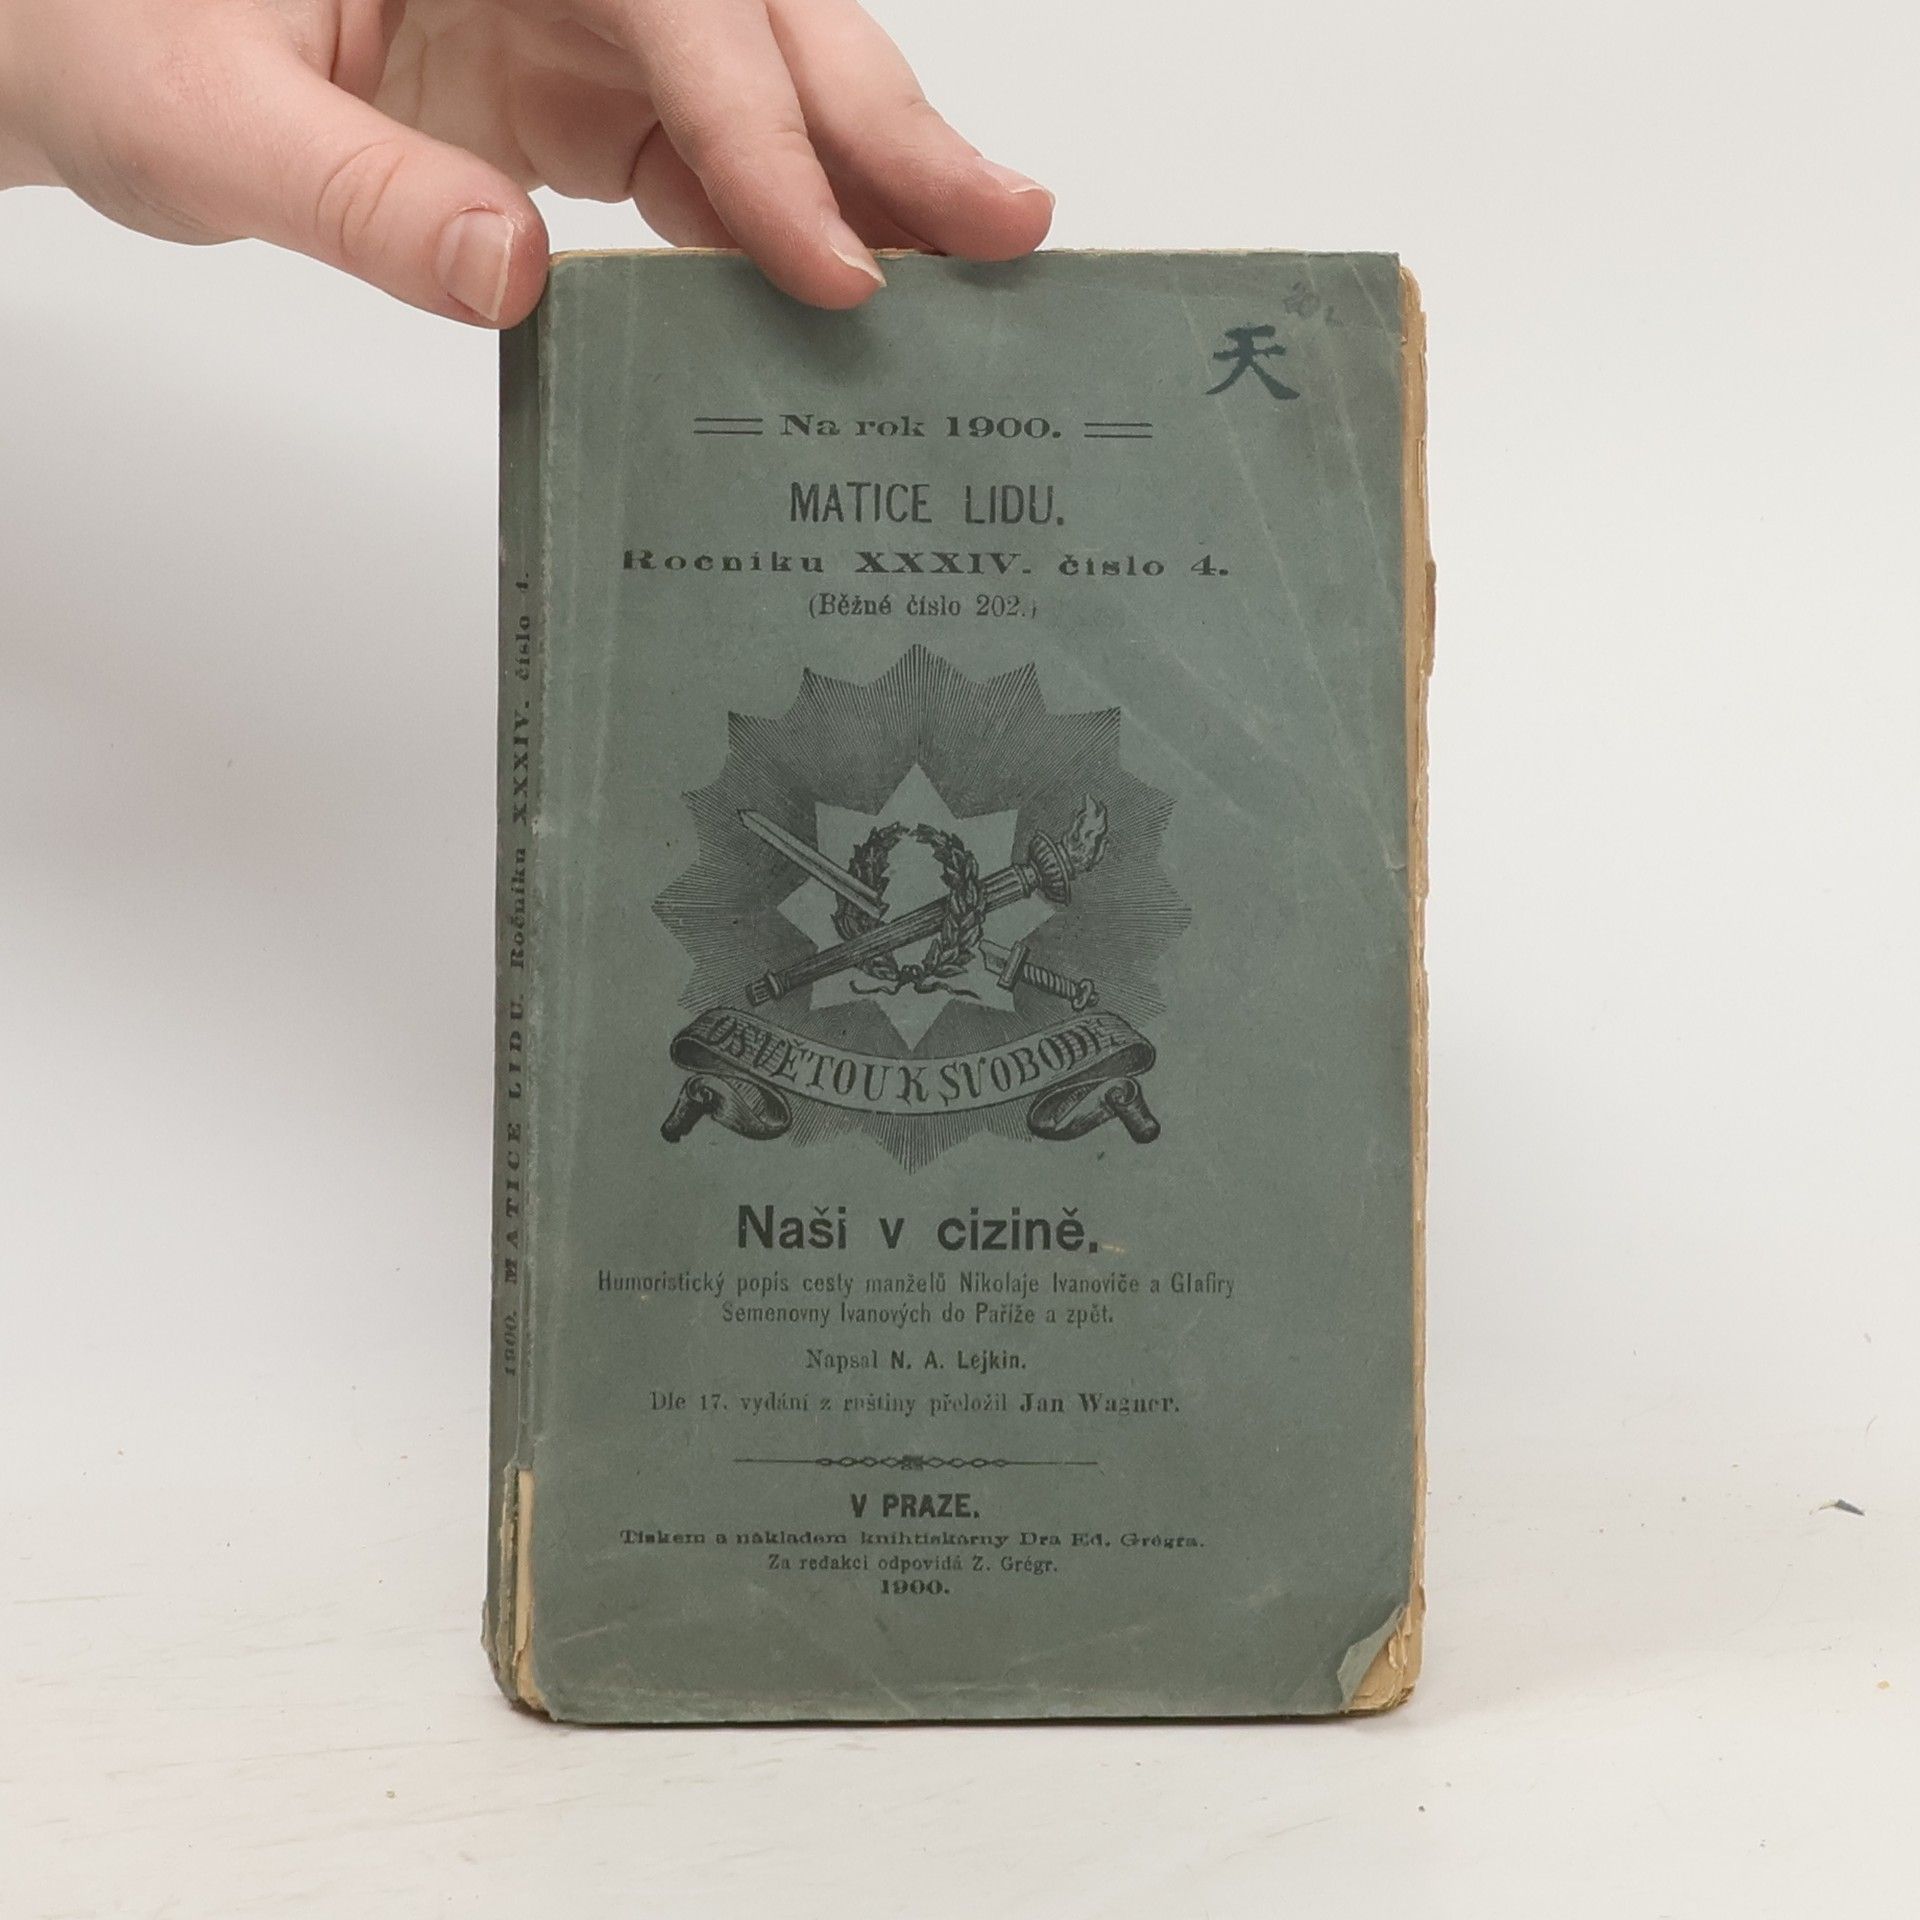 天
Na rok 1900.
MATICE LIDU.
Ročníku XXXIV. číslo 4.
(Běžné číslo 202.)
OSVĚTOU K SVOBODĚ.
Naši v cizině.
Humoristický popis cesty manželů Nikolaje Ivanoviče a Glafiry
Semenovny Ivanových do Paříže a zpět.
Napsal N. A. Lejkin.
Dle 17. vydání z ruštiny přeložil Jan Wagner.
V PRAZE.
Tiskem a nákladem knihtiskárny Dra Ed. Grégra.
Za redakci odpovídá Z. Grégr.
1900.
1900. MATICE LIDU. Ročníku XXXIV. číslo 4.